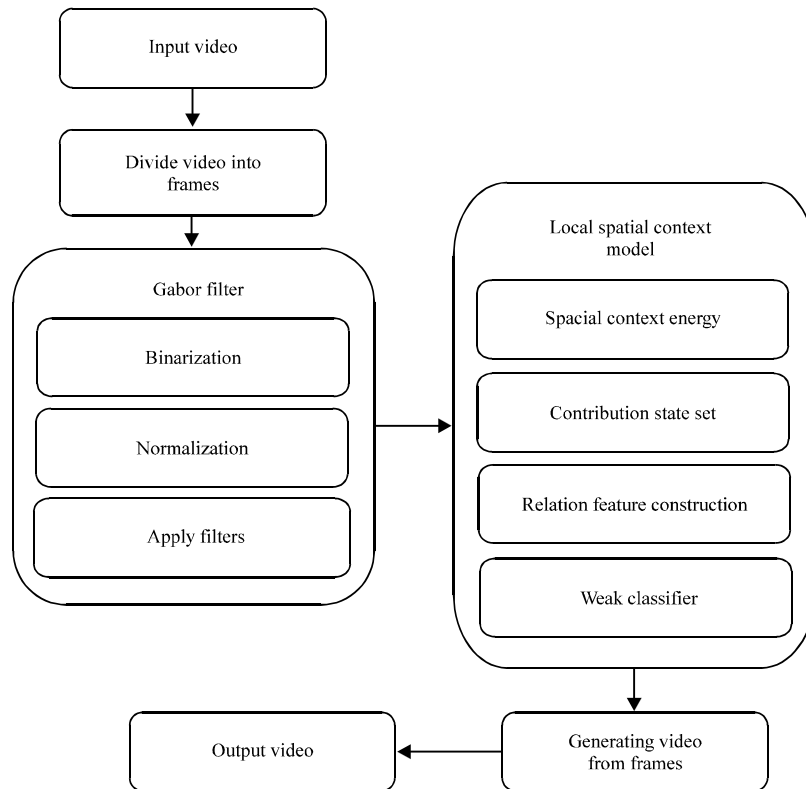 Input video
Divide video into
frames
Gabor filter
Binarization
Normalization
Apply filters
Local spatial context
model
Spacial context energy
Contribution state set
Relation feature construction
Weak classifier
Generating video
from frames
Output video